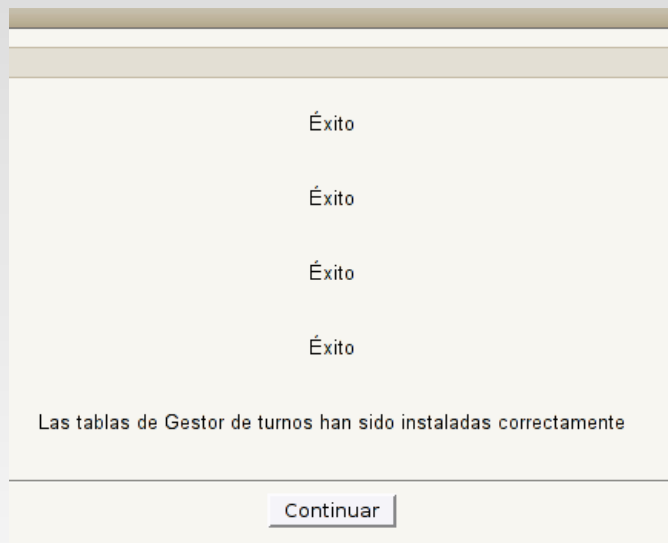 Éxito
Éxito
Éxito
Éxito
Las tablas de Gestor de turnos han sido instaladas correctamente
Continuar